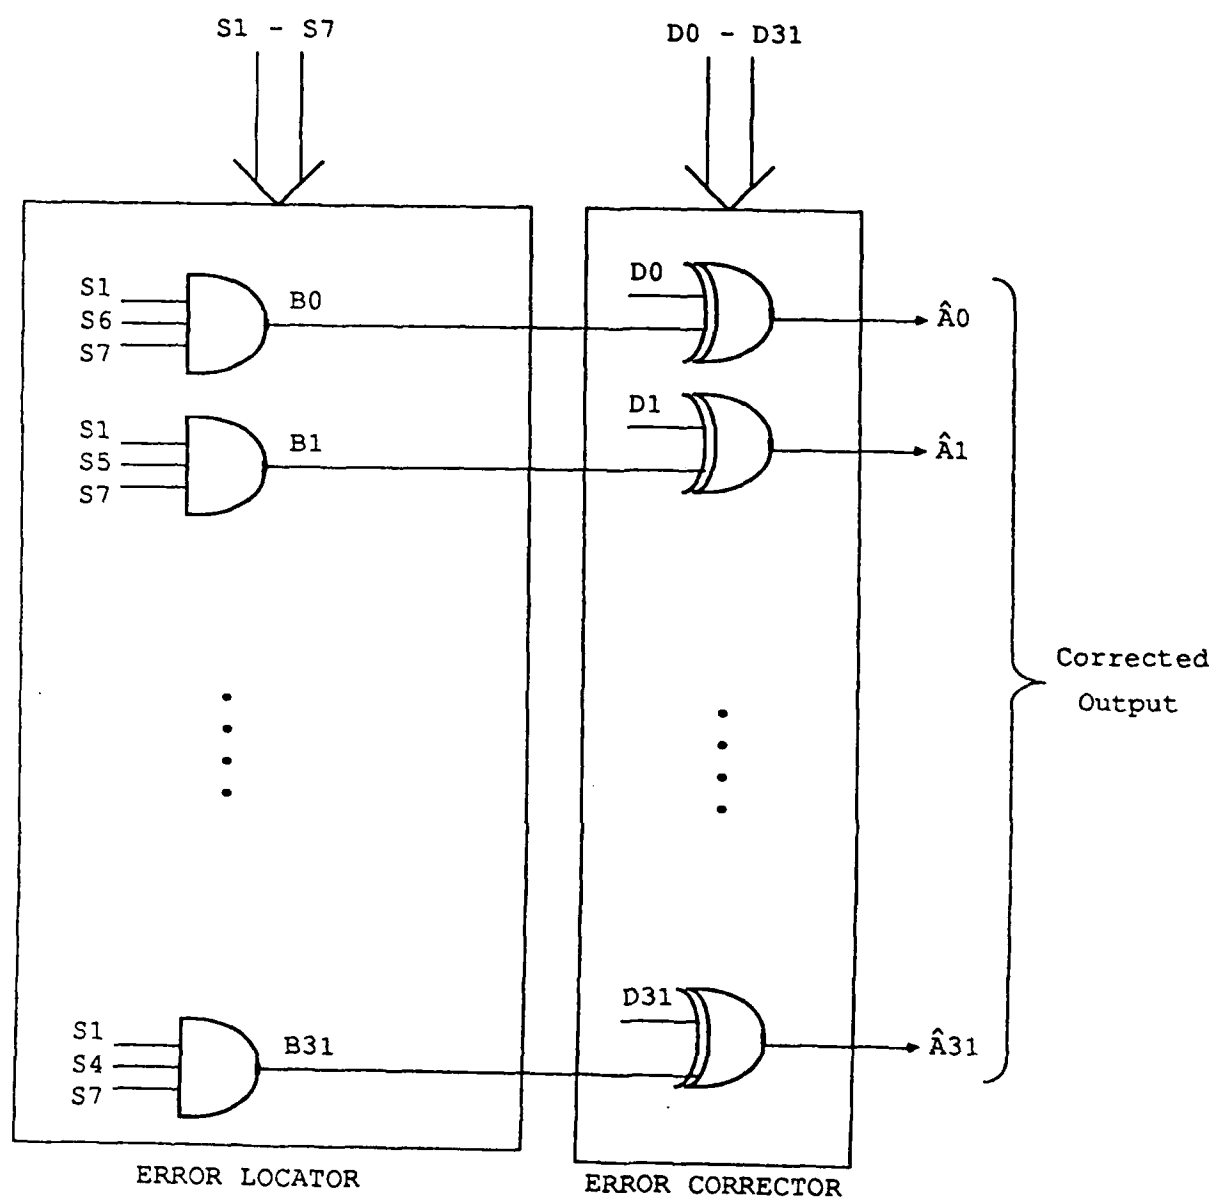 S1 - S7
D0 - D31
S1
S6
S7
B0
D0
Â0
S1
S5
S7
B1
D1
Â1
Corrected
Output
S1
S4
S7
B31
D31
Â31
ERROR LOCATOR
ERROR CORRECTOR